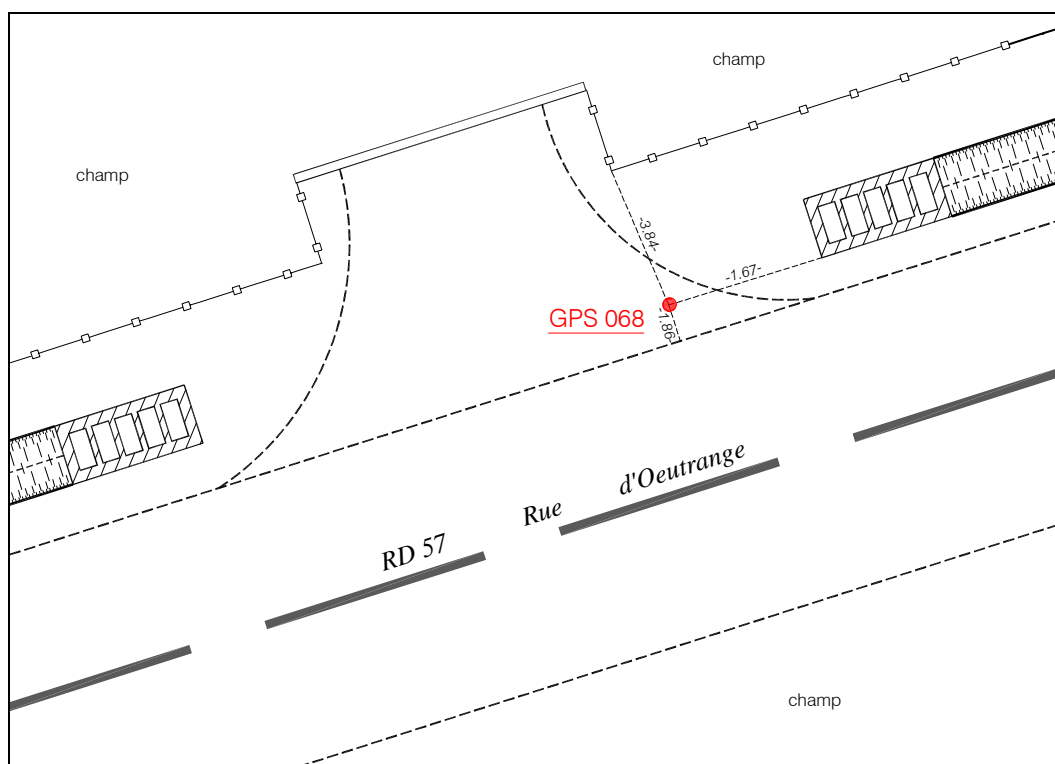 champ
champ
-3.84-
-1.67-
GPS 068
-1.86-
d'Oeutrange
Rue
RD 57
champ